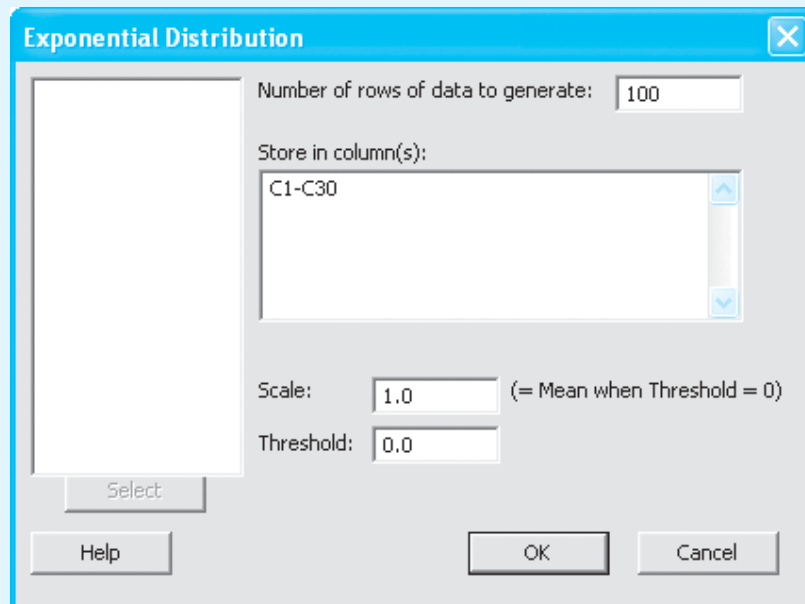 Exponential Distribution
Number of rows of data to generate: 100
Store in column(s):
C1-C30
Scale: 1.0 (= Mean when Threshold = 0)
Threshold: 0.0
Select
Help OK Cancel